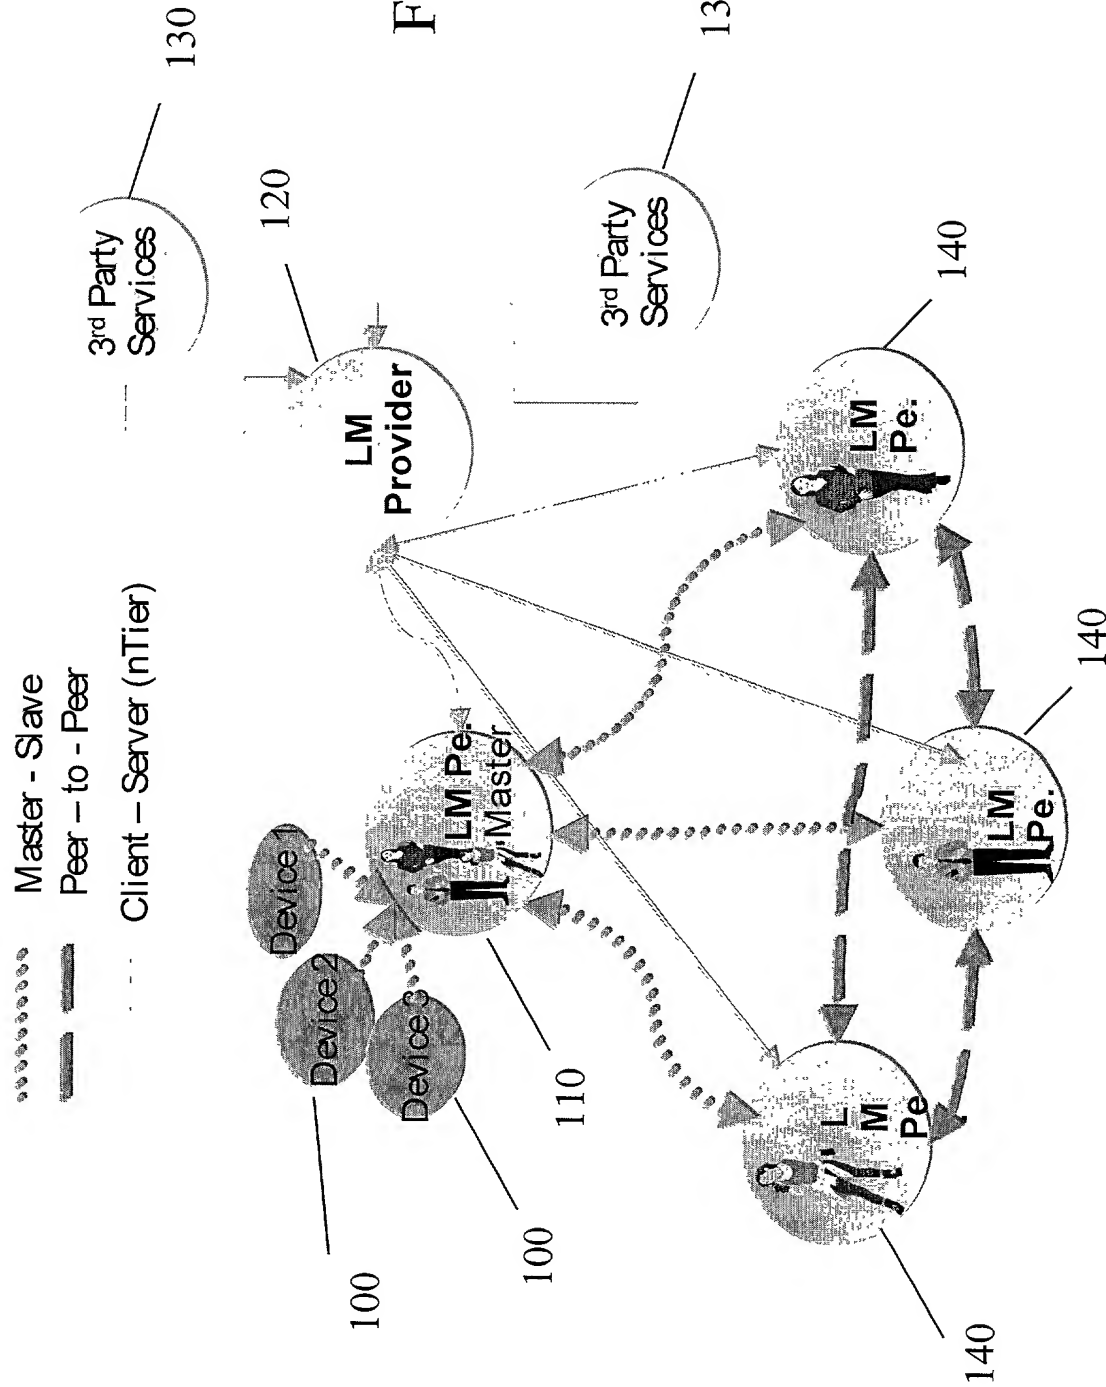 Master - Slave
Peer – to - Peer
Client – Server (nTier)
3rd Party
Services
130
120
LM
Provider
F
3rd Party
Services
13
Device 1
Device 2
Device 3
100
100
110
LM Pe.
'Master
LM
Pe.
140
LM
Pe.
140
L
M
Pe
140